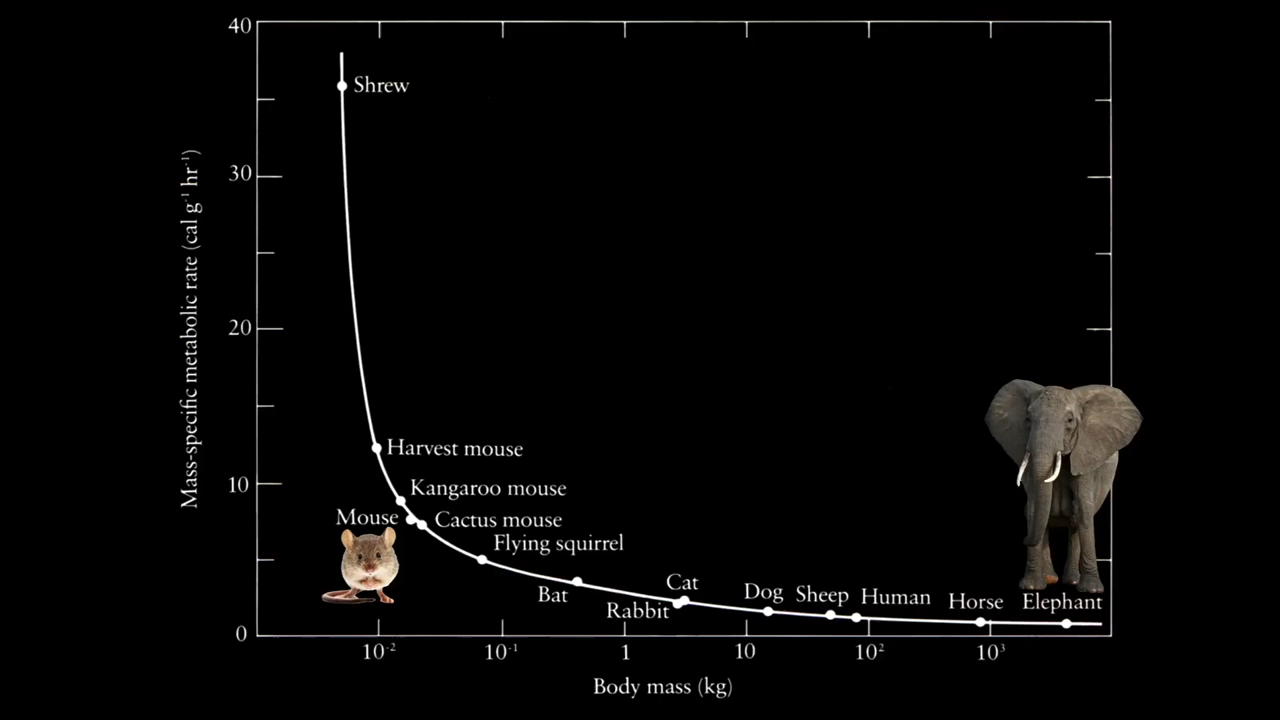 40
Shrew
30
20
Harvest mouse
10
Kangaroo mouse
Mouse
Cactus mouse
Flying squirrel
Bat
Cat
Rabbit
Dog
Sheep
Human
Horse
Elephant
0
10⁻²
10⁻¹
1
10
10²
10³
Body mass (kg)
Mass-specific metabolic rate (cal g⁻¹ hr⁻¹)